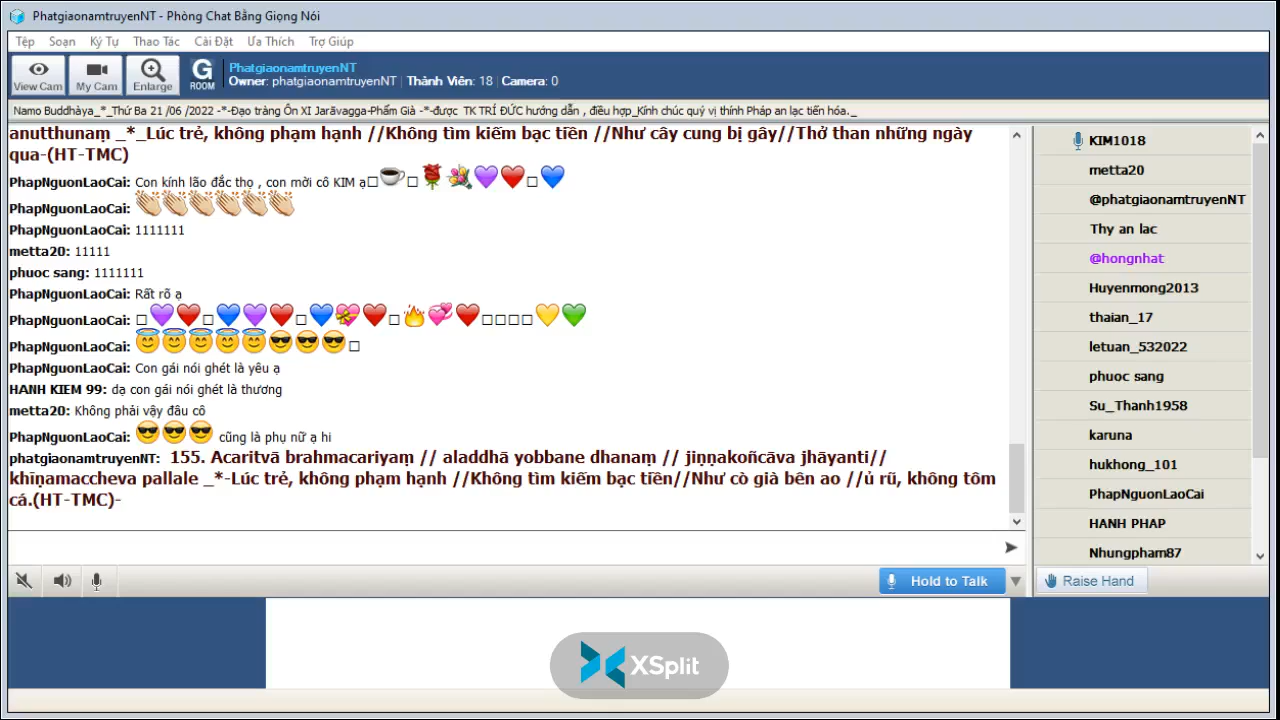 PhatgiaonamtruyenNT - Phòng Chat Bằng Giọng Nói
Tệp Soạn Ký Tự Thao Tác Cài Đặt Ưa Thích Trợ Giúp
View Cam My Cam Enlarge G ROOM
PhatgiaonamtruyenNT
Owner: phatgiaonamtruyenNT | Thành Viên: 18 | Camera: 0
Namo Buddhàya_*_Thứ Ba 21 /06 /2022 -*-Đạo tràng Ôn XI Jarāvagga-Phẩm Già -*-được TK TRÍ ĐỨC hướng dẫn , điều hợp_Kính chúc quý vị thính Pháp an lạc tiến hóa._
anutthunaṃ _*_Lúc trẻ, không phạm hạnh //Không tìm kiếm bạc tiền //Như cây cung bị gãy//Thở than những ngày
qua-(HT-TMC)
PhapNguonLaoCai: Con kính lão đắc thọ , con mời cô KIM ạ
PhapNguonLaoCai:
PhapNguonLaoCai: 1111111
metta20: 11111
phuoc sang: 1111111
PhapNguonLaoCai: Rất rõ ạ
PhapNguonLaoCai:
PhapNguonLaoCai:
PhapNguonLaoCai: Con gái nói ghét là yêu ạ
HANH KIEM 99: dạ con gái nói ghét là thương
metta20: Không phải vậy đâu cô
PhapNguonLaoCai: cũng là phụ nữ ạ hi
phatgiaonamtruyenNT: 155. Acaritvā brahmacariyaṃ // aladdhā yobbane dhanaṃ // jiṇṇakoñcāva jhāyanti//
khīṇamaccheva pallale _*-Lúc trẻ, không phạm hạnh //Không tìm kiếm bạc tiền//Như cò già bên ao //ủ rũ, không tôm
cá.(HT-TMC)-
KIM1018
metta20
@phatgiaonamtruyenNT
Thy an lac
@hongnhat
Huyenmong2013
thaian_17
letuan_532022
phuoc sang
Su_Thanh1958
karuna
hukhong_101
PhapNguonLaoCai
HANH PHAP
Nhungpham87
Hold to Talk
Raise Hand
XSplit